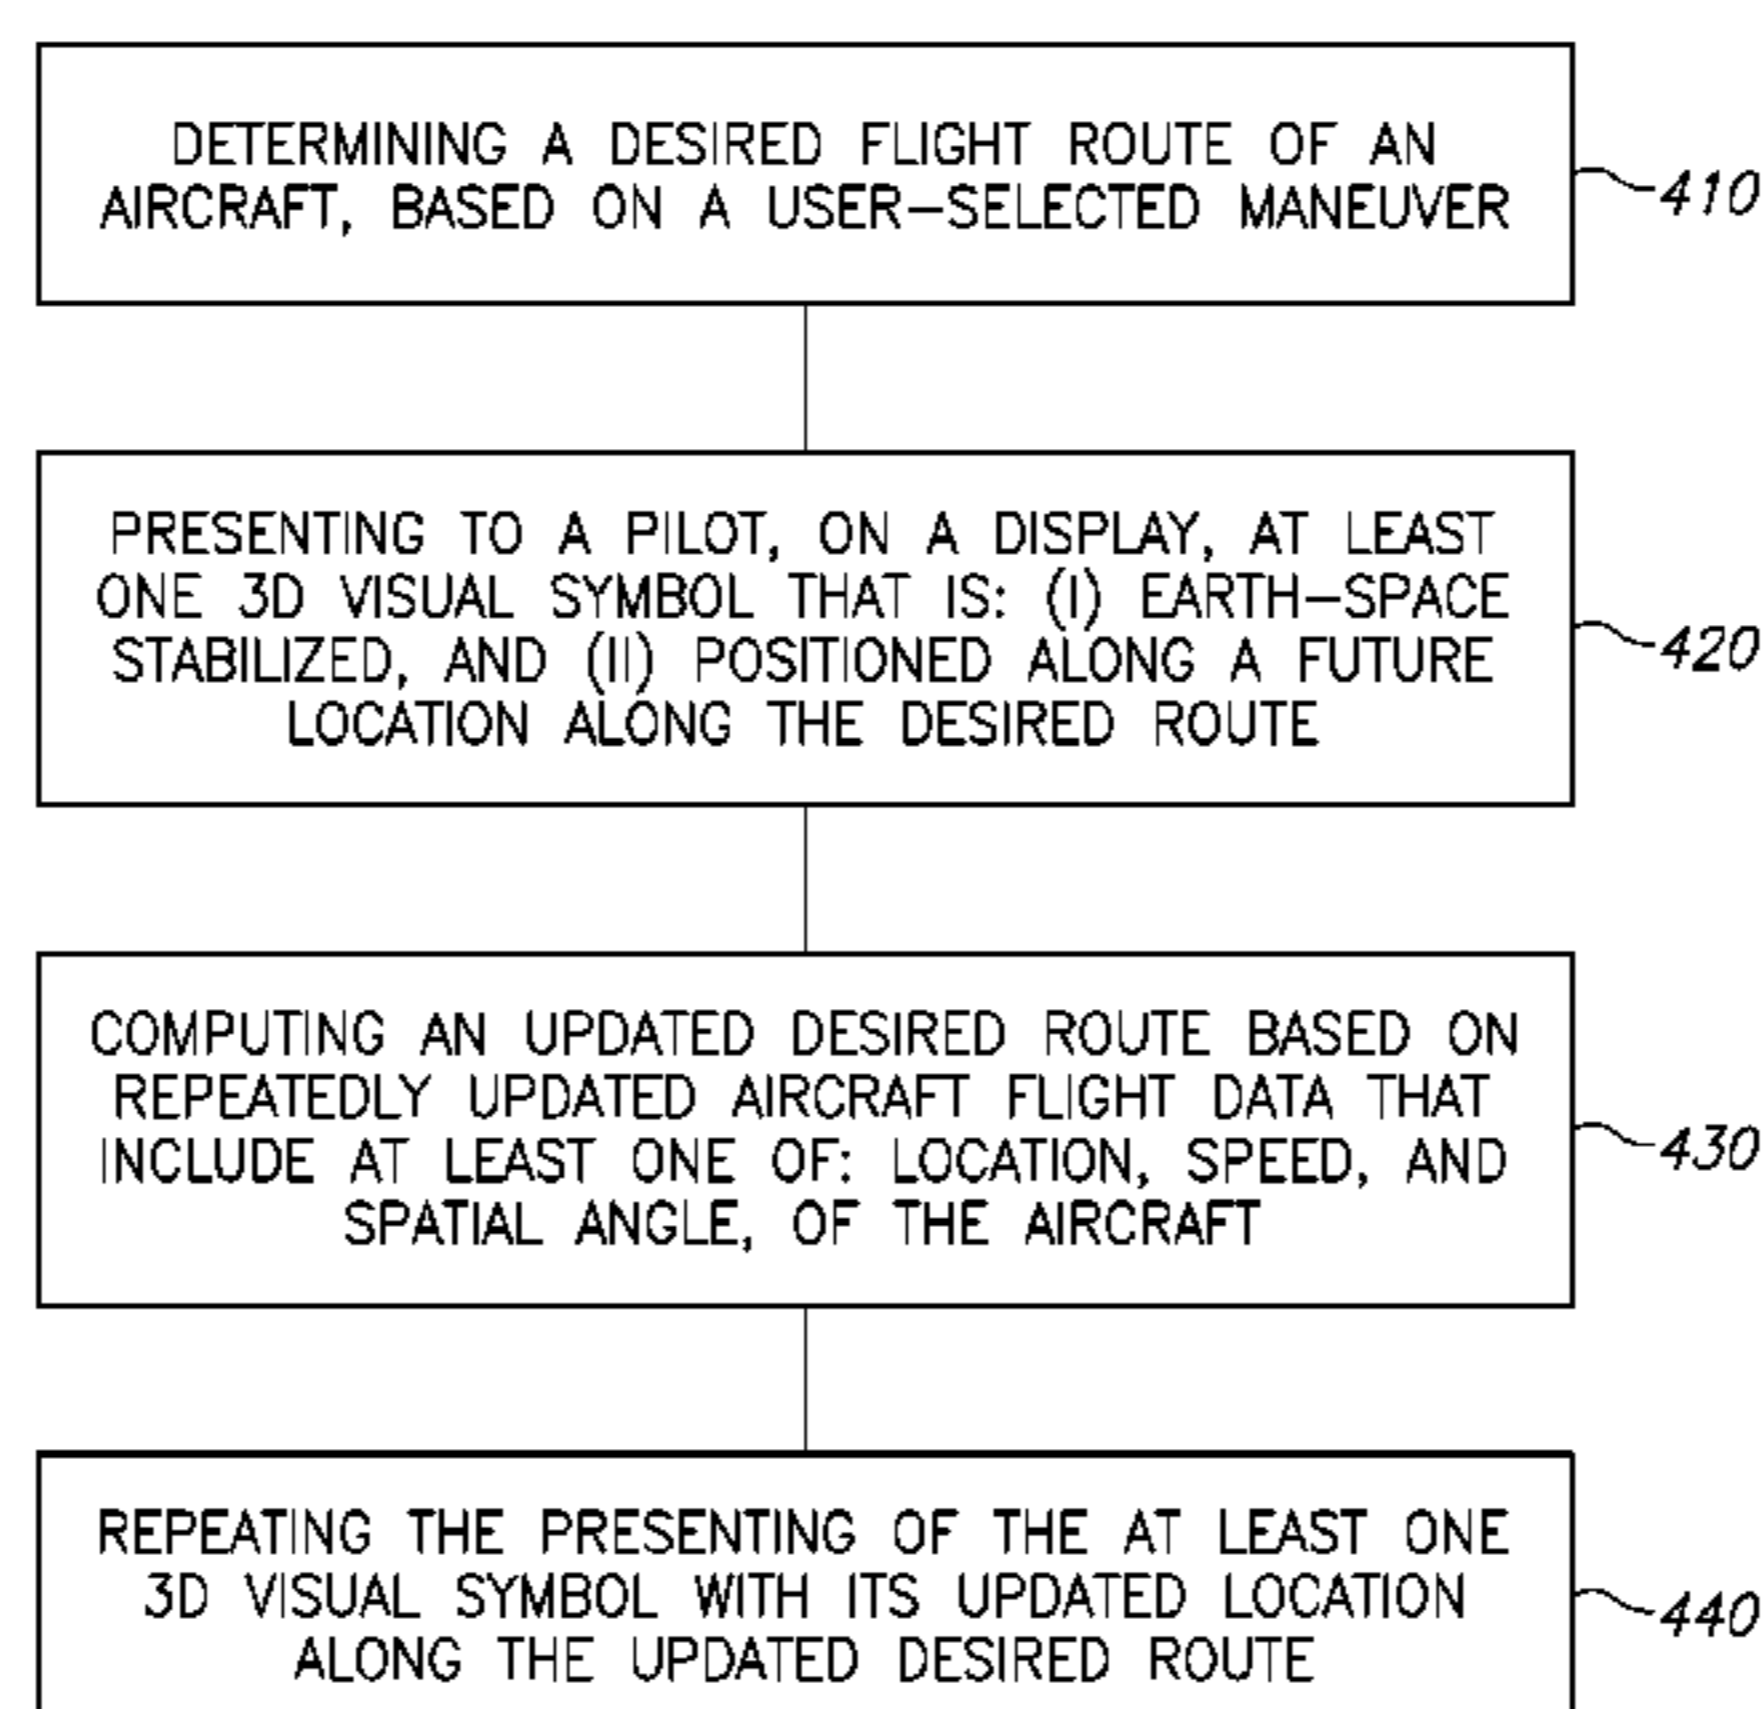 DETERMINING A DESIRED FLIGHT ROUTE OF AN
AIRCRAFT, BASED ON A USER-SELECTED MANEUVER
410
PRESENTING TO A PILOT, ON A DISPLAY, AT LEAST
ONE 3D VISUAL SYMBOL THAT IS: (I) EARTH-SPACE
STABILIZED, AND (II) POSITIONED ALONG A FUTURE
LOCATION ALONG THE DESIRED ROUTE
420
COMPUTING AN UPDATED DESIRED ROUTE BASED ON
REPEATEDLY UPDATED AIRCRAFT FLIGHT DATA THAT
INCLUDE AT LEAST ONE OF: LOCATION, SPEED, AND
SPATIAL ANGLE, OF THE AIRCRAFT
430
REPEATING THE PRESENTING OF THE AT LEAST ONE
3D VISUAL SYMBOL WITH ITS UPDATED LOCATION
ALONG THE UPDATED DESIRED ROUTE
440